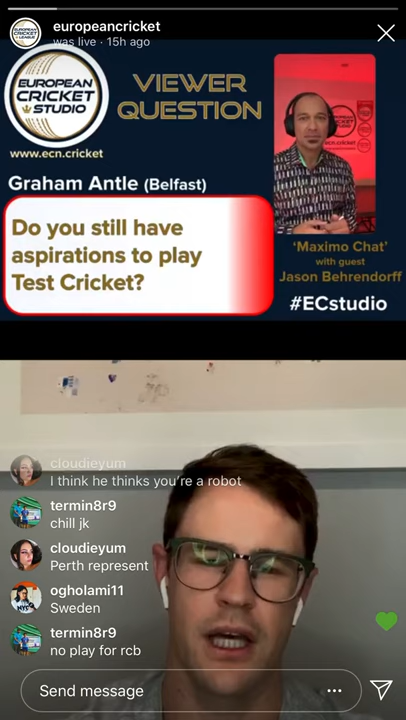 europeancricket
was live · 15h ago
EUROPEAN
CRICKET
STUDIO
www.ecn.cricket
VIEWER
QUESTION
Graham Antle (Belfast)
Do you still have
aspirations to play
Test Cricket?
'Maximo Chat'
with guest
Jason Behrendorff
#ECstudio
cloudieyum
I think he thinks you're a robot
termin8r9
chill jk
cloudieyum
Perth represent
ogholami11
Sweden
termin8r9
no play for rcb
Send message